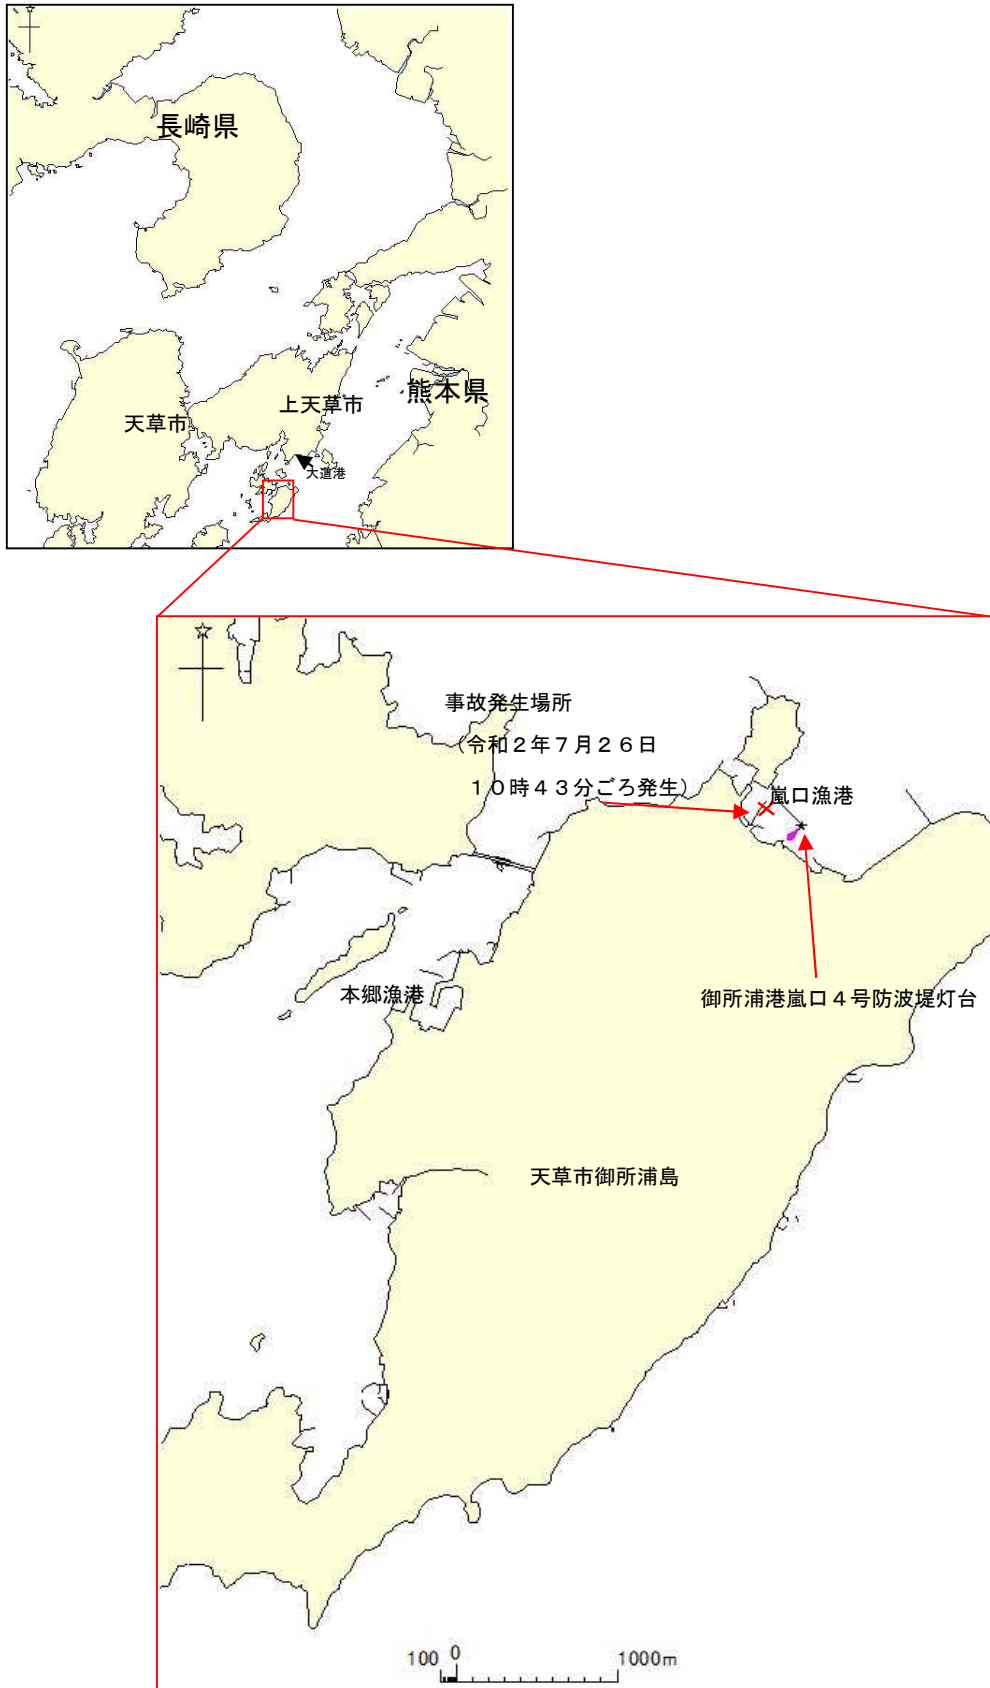 長崎県
熊本県
上天草市
天草市
大道港
事故発生場所
（令和２年７月２６日
１０時４３分ごろ発生）
嵐口漁港
本郷漁港
御所浦港嵐口４号防波堤灯台
天草市御所浦島
100 0 1000m